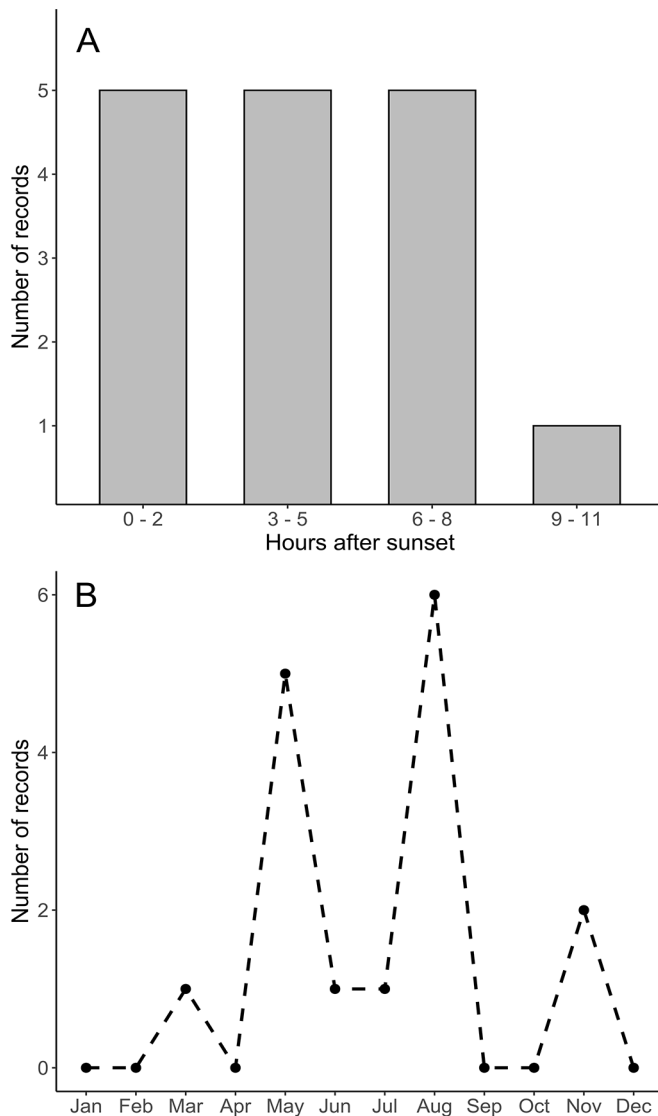 A
5
4
3
2
1
Number of records
0 - 2 3 - 5 6 - 8 9 - 11
Hours after sunset
B
6
4
2
0
Number of records
Jan Feb Mar Apr May Jun Jul Aug Sep Oct Nov Dec